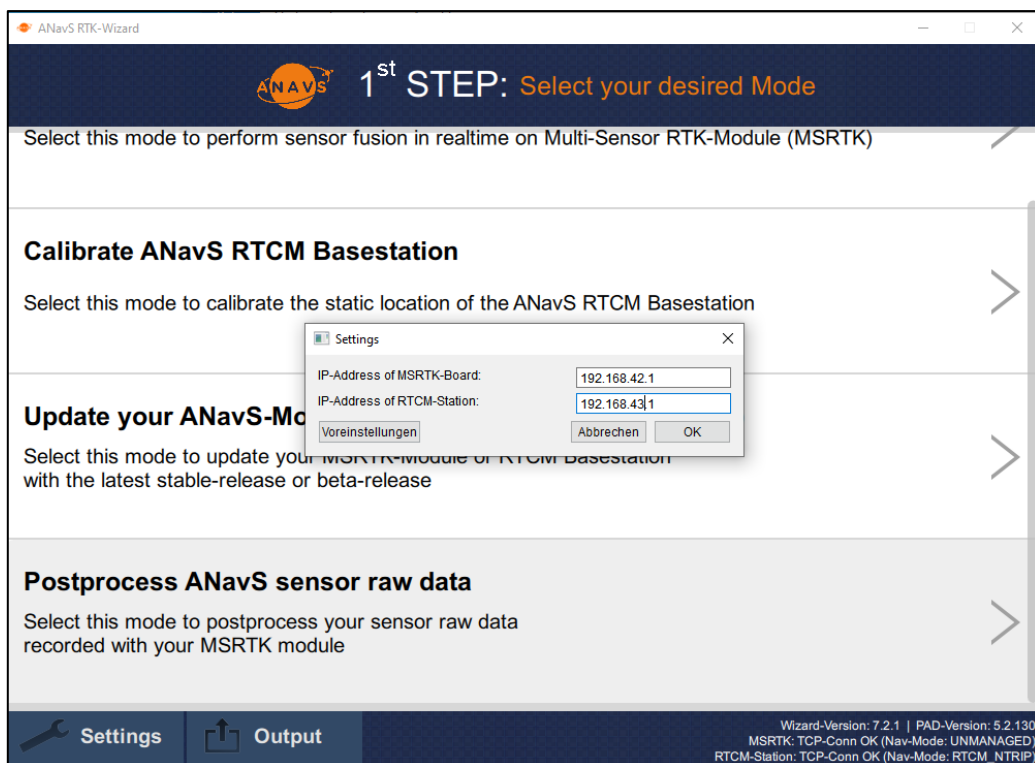 ANavS RTK-Wizard
ANAVS 1st STEP: Select your desired Mode
Select this mode to perform sensor fusion in realtime on Multi-Sensor RTK-Module (MSRTK)
Calibrate ANavS RTCM Basestation
Select this mode to calibrate the static location of the ANavS RTCM Basestation
Settings
IP-Address of MSRTK-Board: 192.168.42.1
IP-Address of RTCM-Station: 192.168.43.1
Voreinstellungen Abbrechen OK
Update your ANavS-Mo
Select this mode to update your MSRTK-Module or RTCM Basestation
with the latest stable-release or beta-release
Postprocess ANavS sensor raw data
Select this mode to postprocess your sensor raw data
recorded with your MSRTK module
Settings Output
Wizard-Version: 7.2.1 | PAD-Version: 5.2.130
MSRTK: TCP-Conn OK (Nav-Mode: UNMANAGED)
RTCM-Station: TCP-Conn OK (Nav-Mode: RTCM_NTRIP)